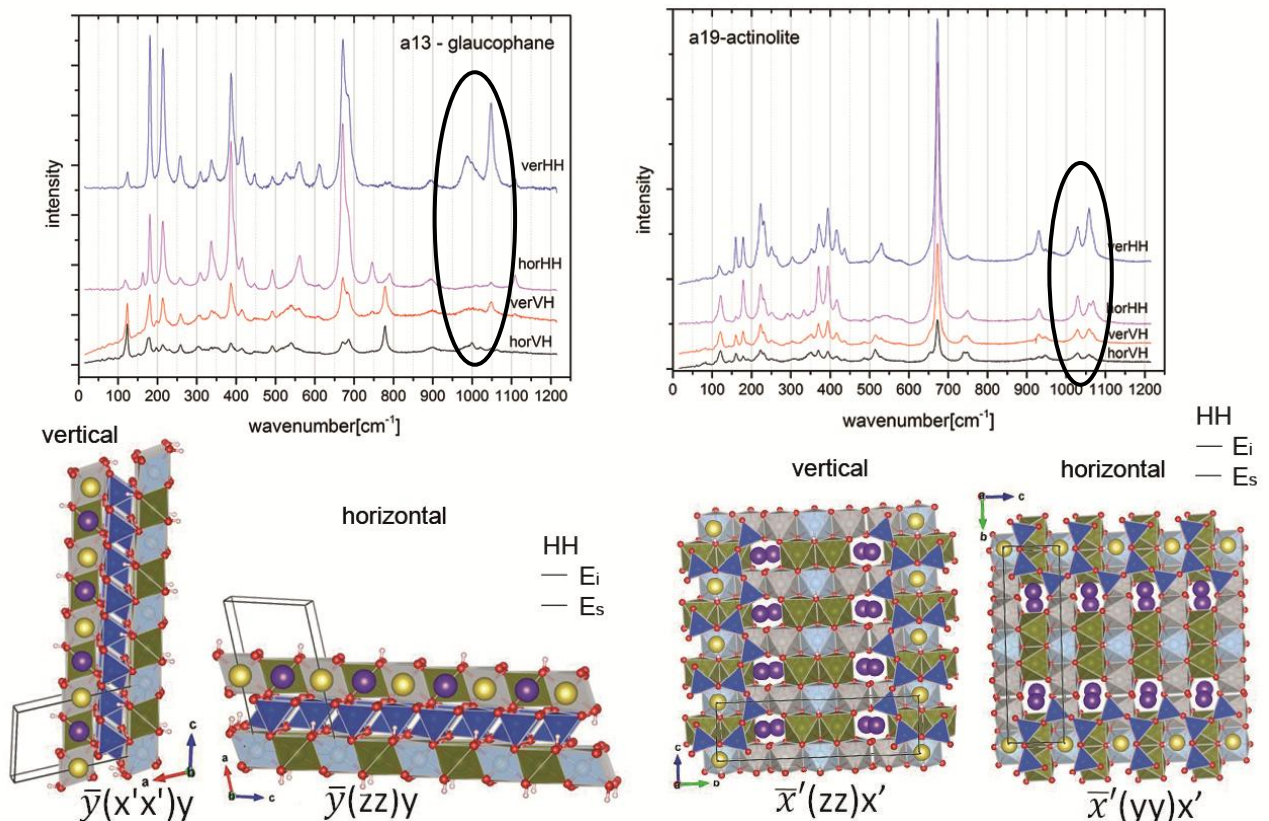 a13 - glaucophane
intensity
verHH
horHH
verVH
horVH
0 100 200 300 400 500 600 700 800 900 1000 1100 1200
wavenumber[cm⁻¹]
a19-actinolite
intensity
verHH
horHH
verVH
horVH
0 100 200 300 400 500 600 700 800 900 1000 1100 1200
wavenumber[cm⁻¹]
vertical
c
a
b
y̅(x'x')y
horizontal
HH
— Ei
— Es
a
b
c
y̅(zz)y
vertical
c
a
b
x̅'(zz)x'
horizontal
HH
— Ei
— Es
a
c
b
x̅'(yy)x'